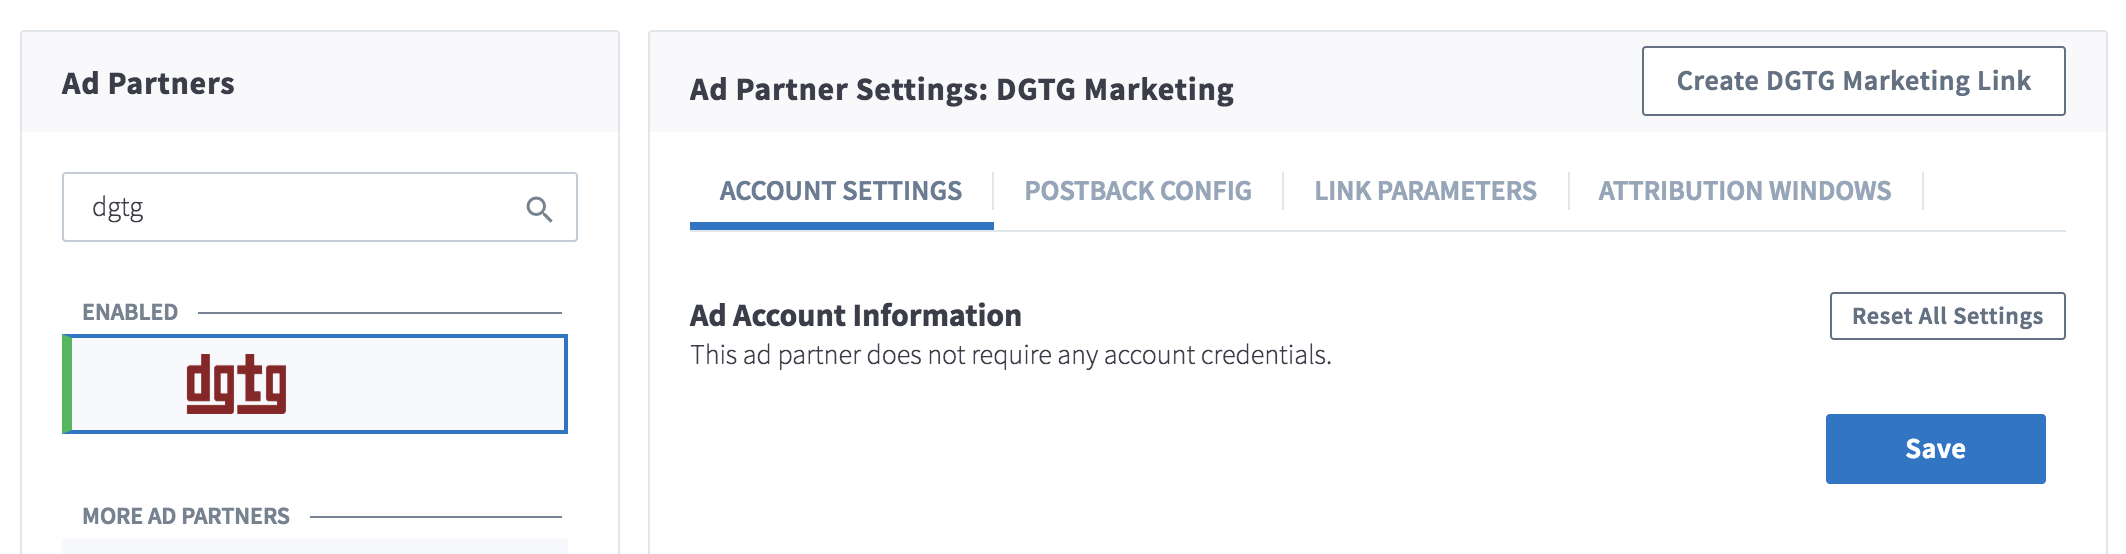 Ad Partners
dgtg
ENABLED
dgtg
MORE AD PARTNERS
Ad Partner Settings: DGTG Marketing
Create DGTG Marketing Link
ACCOUNT SETTINGS
POSTBACK CONFIG
LINK PARAMETERS
ATTRIBUTION WINDOWS
Ad Account Information
Reset All Settings
This ad partner does not require any account credentials.
Save